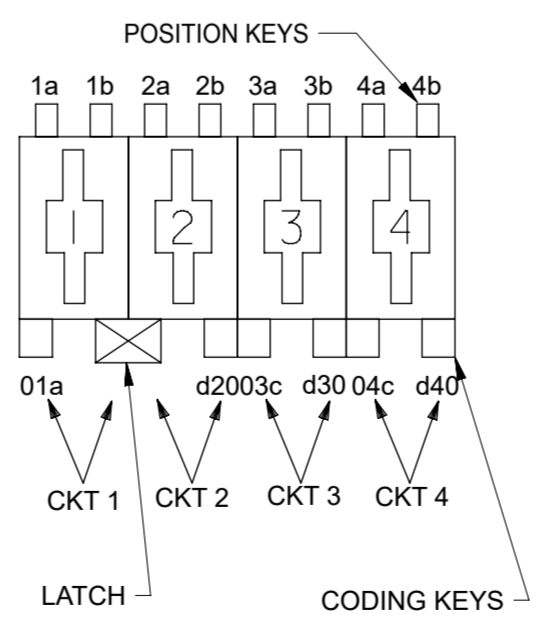 POSITION KEYS
1a 1b 2a 2b 3a 3b 4a 4b
1 2 3 4
01a d2003c d30 04c d40
CKT 1 CKT 2 CKT 3 CKT 4
LATCH CODING KEYS